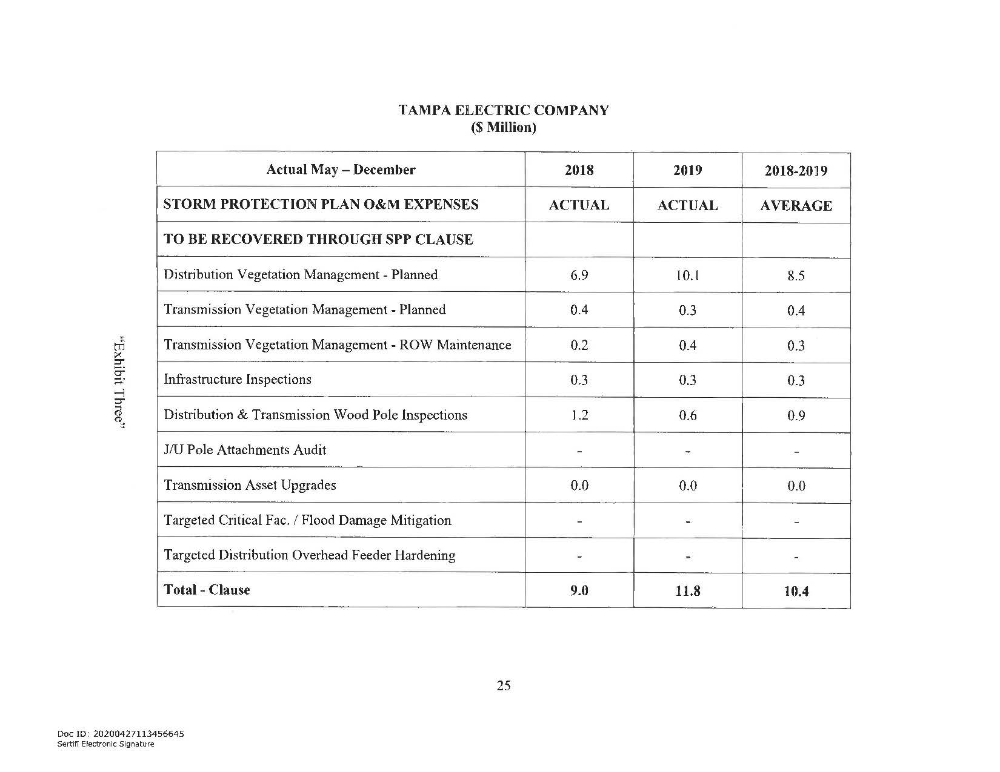 TAMPA ELECTRIC COMPANY
($ Million)
Actual May – December 2018 2019 2018-2019
STORM PROTECTION PLAN O&M EXPENSES ACTUAL ACTUAL AVERAGE
TO BE RECOVERED THROUGH SPP CLAUSE
Distribution Vegetation Management - Planned 6.9 10.1 8.5
Transmission Vegetation Management - Planned 0.4 0.3 0.4
Transmission Vegetation Management - ROW Maintenance 0.2 0.4 0.3
Infrastructure Inspections 0.3 0.3 0.3
Distribution & Transmission Wood Pole Inspections 1.2 0.6 0.9
J/U Pole Attachments Audit - - -
Transmission Asset Upgrades 0.0 0.0 0.0
Targeted Critical Fac. / Flood Damage Mitigation - - -
Targeted Distribution Overhead Feeder Hardening - - -
Total - Clause 9.0 11.8 10.4
"Exhibit Three"
25
Doc ID: 20200427113456645
Sertifi Electronic Signature